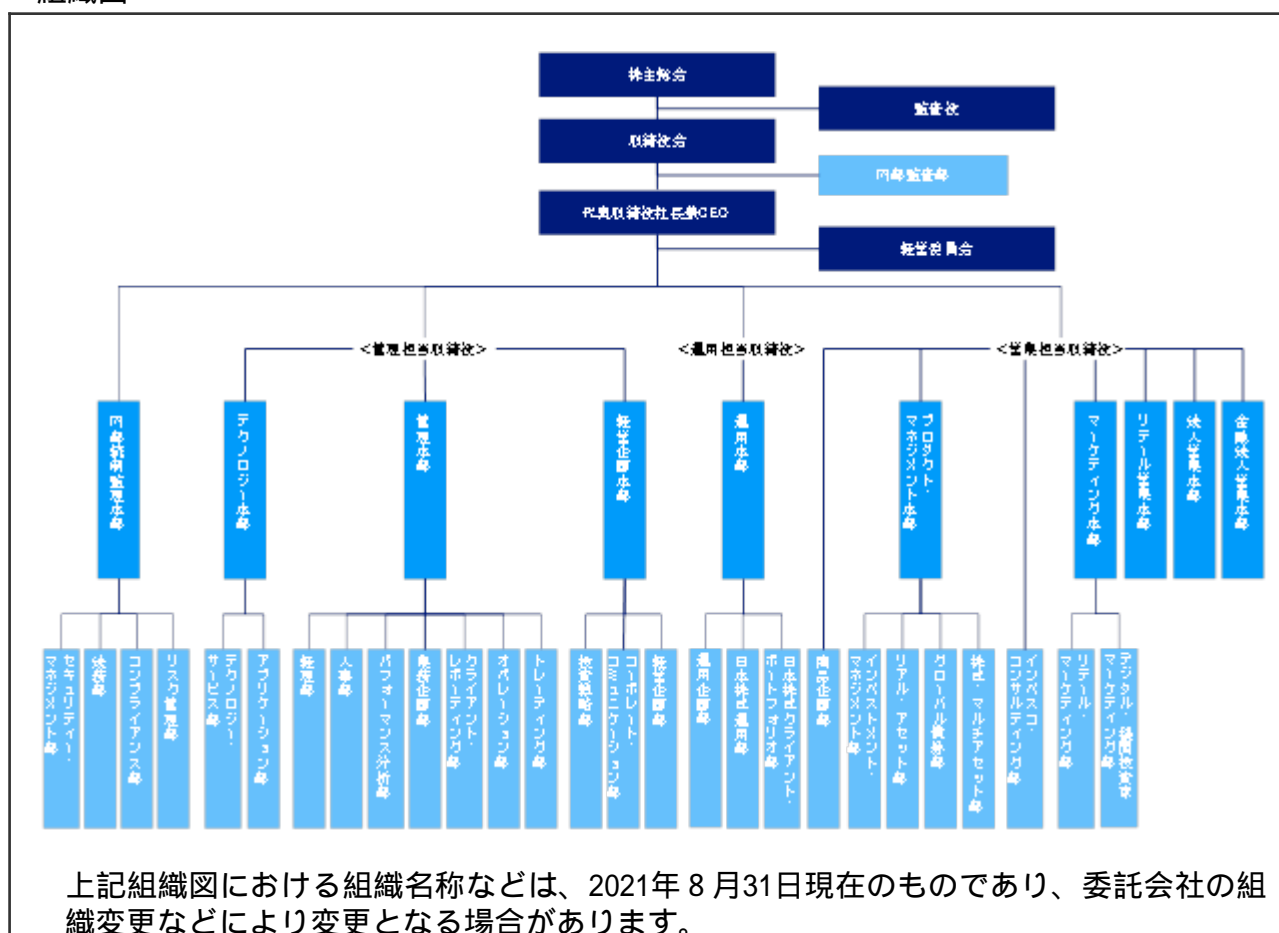 組織図
株主総会
監査役
取締役会
内部監査部
代表取締役社長兼CEO
経営委員会
＜管理担当取締役＞
＜運用担当取締役＞
＜営業担当取締役＞
内部統制監理本部
テクノロジー本部
管理本部
経営企画本部
運用本部
プロダクト・
マネジメント本部
マーケティング本部
リテール営業本部
法人営業本部
金融法人営業本部
セキュリティー・
マネジメント部
法務部
コンプライアンス部
リスク管理部
テクノロジー・
サービス部
アプリケーション部
経理部
人事部
パフォーマンス分析部
業務企画部
クライアント・
レポーティング部
オペレーション部
トレーディング部
投資戦略部
コーポレート・
コミュニケーション部
経営企画部
運用企画部
日本株式運用部
日本株式クライアント・
ポートフォリオ部
商品企画部
インベストメント・
マネジメント部
リアル・アセット部
グローバル債券部
株式・マルチアセット部
インベスコ・
コンサルティング部
リテール・
マーケティング部
デジタル・機関投資家
マーケティング部
上記組織図における組織名称などは、2021年８月31日現在のものであり、委託会社の組
織変更などにより変更となる場合があります。